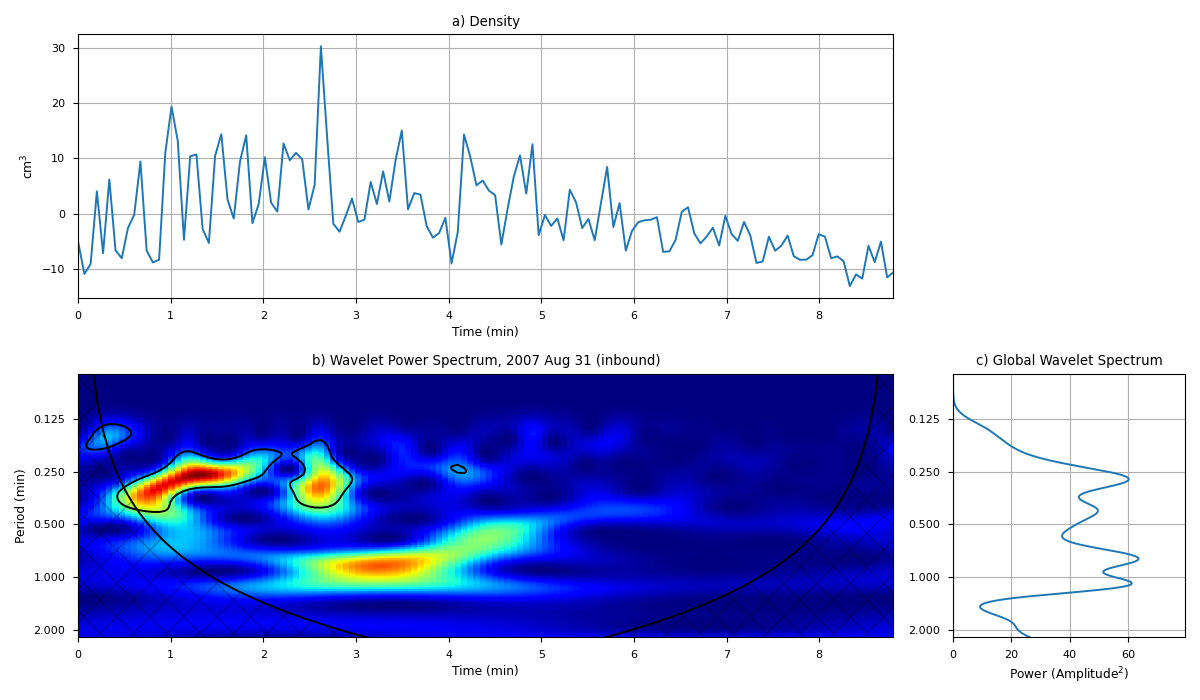 a) Density
30
20
10
0
−10
cm³
0 1 2 3 4 5 6 7 8
Time (min)
b) Wavelet Power Spectrum, 2007 Aug 31 (inbound)
0.125
0.250
0.500
1.000
2.000
Period (min)
0 1 2 3 4 5 6 7 8
Time (min)
c) Global Wavelet Spectrum
0.125
0.250
0.500
1.000
2.000
0 20 40 60
Power (Amplitude²)